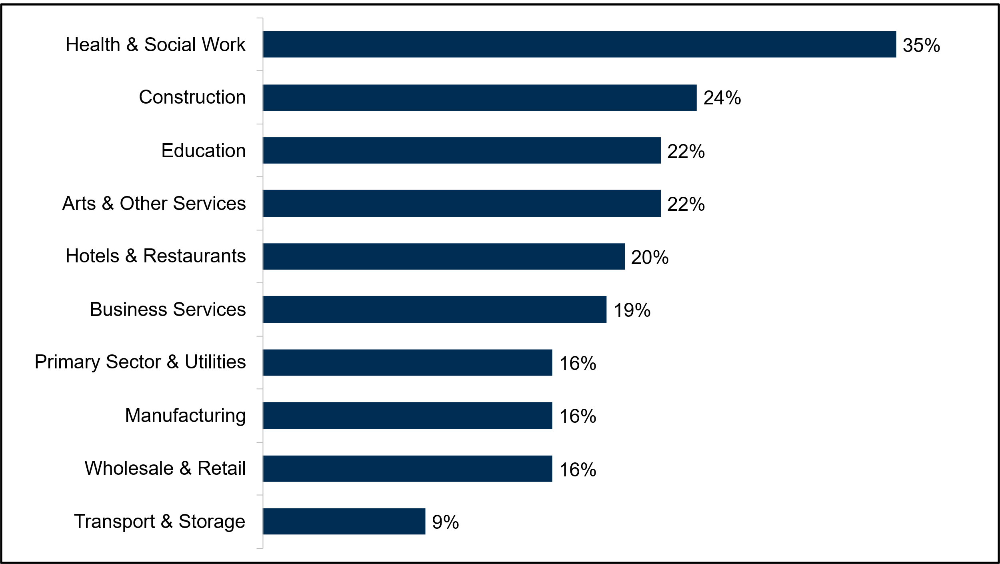 Health & Social Work 35%
Construction 24%
Education 22%
Arts & Other Services 22%
Hotels & Restaurants 20%
Business Services 19%
Primary Sector & Utilities 16%
Manufacturing 16%
Wholesale & Retail 16%
Transport & Storage 9%